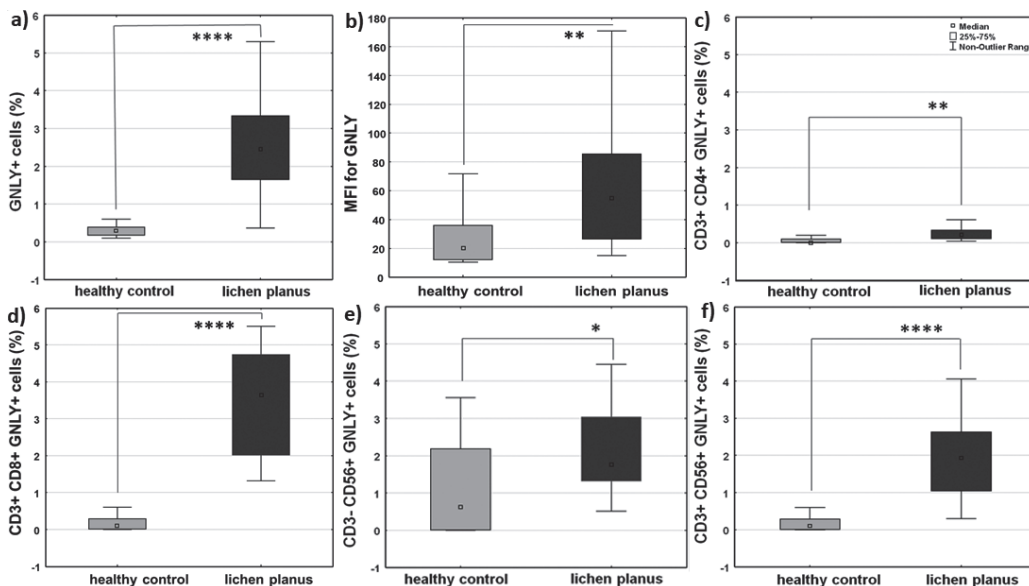 a)
GNLY+ cells (%)
6
5
4
3
2
1
0
-1
****
healthy control
lichen planus
b)
MFI for GNLY
180
160
140
120
100
80
60
40
20
0
**
healthy control
lichen planus
c)
CD3+ CD4+ GNLY+ cells (%)
6
5
4
3
2
1
0
-1
Median
25%-75%
Non-Outlier Range
**
healthy control
lichen planus
d)
CD3+ CD8+ GNLY+ cells (%)
6
5
4
3
2
1
0
-1
****
healthy control
lichen planus
e)
CD3- CD56+ GNLY+ cells (%)
6
5
4
3
2
1
0
-1
*
healthy control
lichen planus
f)
CD3+ CD56+ GNLY+ cells (%)
6
5
4
3
2
1
0
-1
****
healthy control
lichen planus